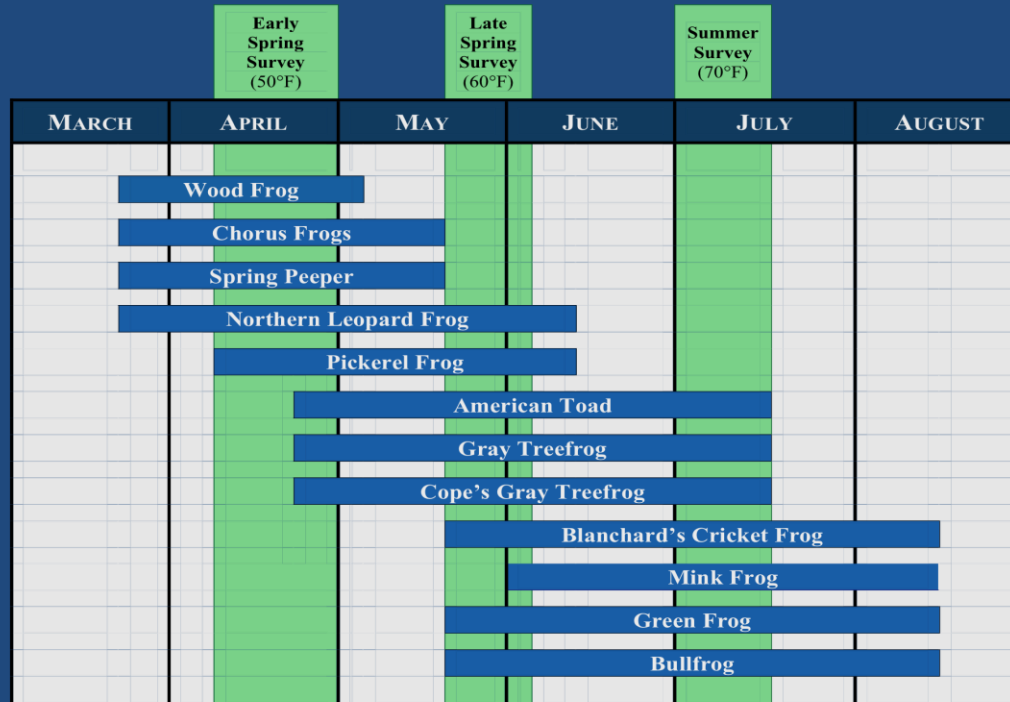 Early
Spring
Survey
(50°F)
Late
Spring
Survey
(60°F)
Summer
Survey
(70°F)
MARCH APRIL MAY JUNE JULY AUGUST
Wood Frog
Chorus Frogs
Spring Peeper
Northern Leopard Frog
Pickerel Frog
American Toad
Gray Treefrog
Cope's Gray Treefrog
Blanchard's Cricket Frog
Mink Frog
Green Frog
Bullfrog